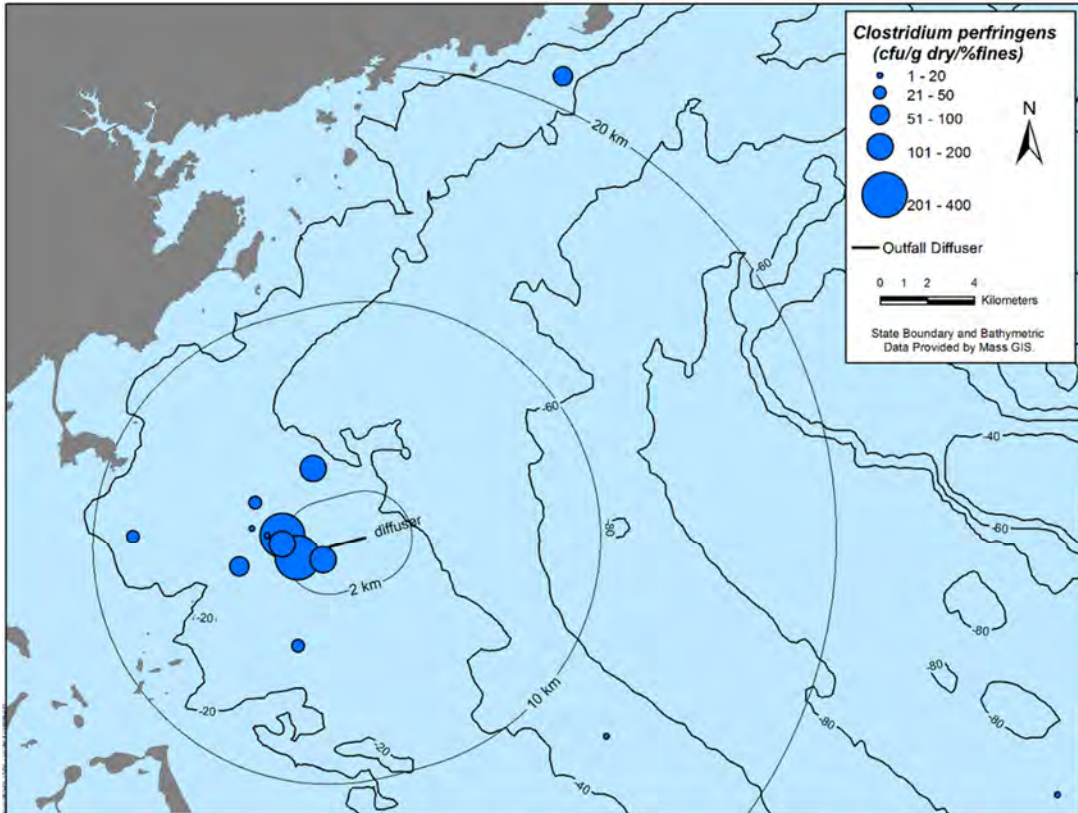 Clostridium perfringens
(cfu/g dry/%fines)
1 - 20
21 - 50
51 - 100
101 - 200
201 - 400
N
Outfall Diffuser
0 1 2 4
Kilometers
State Boundary and Bathymetric
Data Provided by Mass GIS.
20 km
-60
-60
-40
-60
-80
diffuser
2 km
-20
-80
-80
-80
10 km
-20
-20
-80
-40